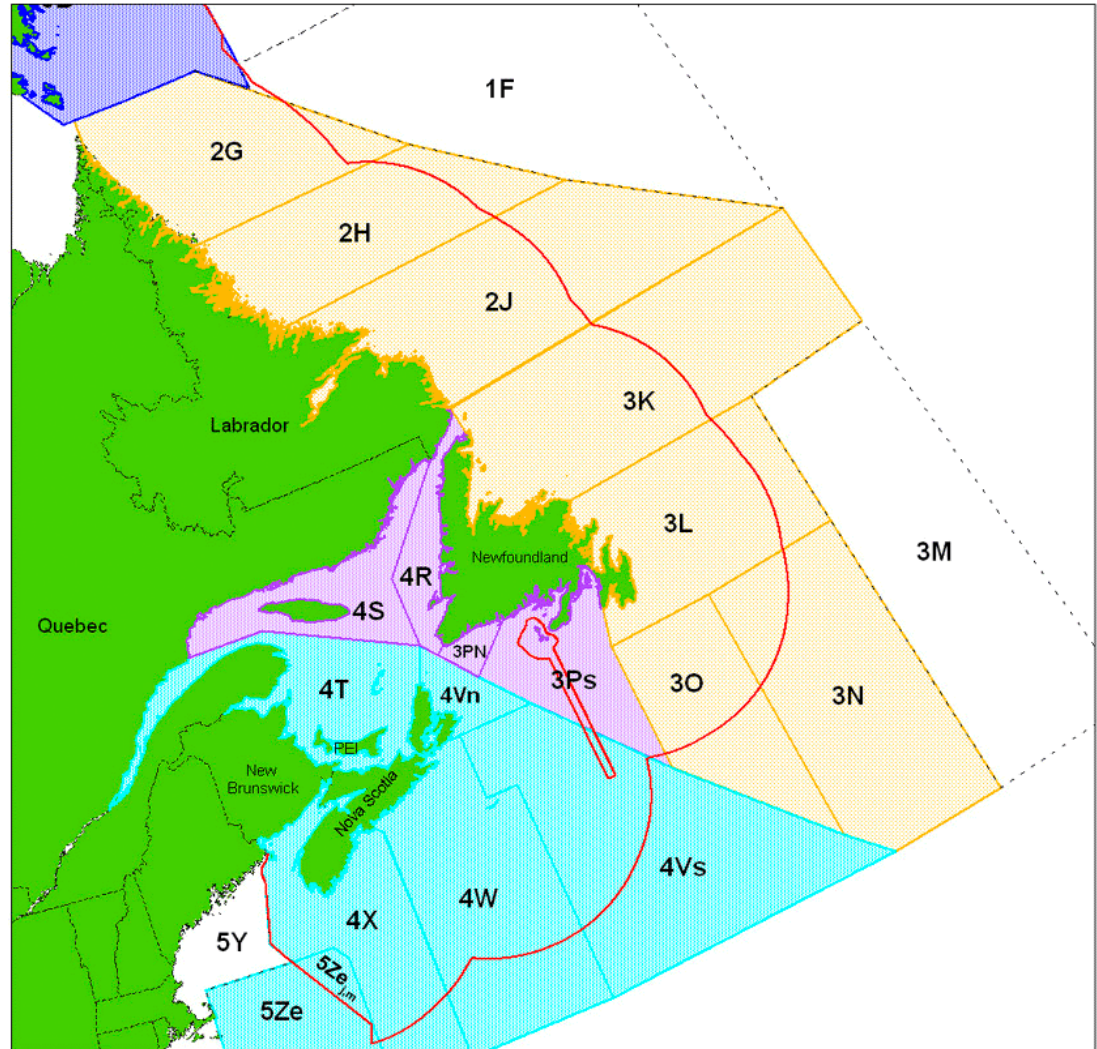 1F
2G
2H
2J
3K
Labrador
3L
3M
Newfoundland
4R
4S
Quebec
3PN
3Ps
3O
3N
4T
4Vn
PEI
New
Brunswick
Nova Scotia
4Vs
4W
4X
5Y
5Ze j,m
5Ze